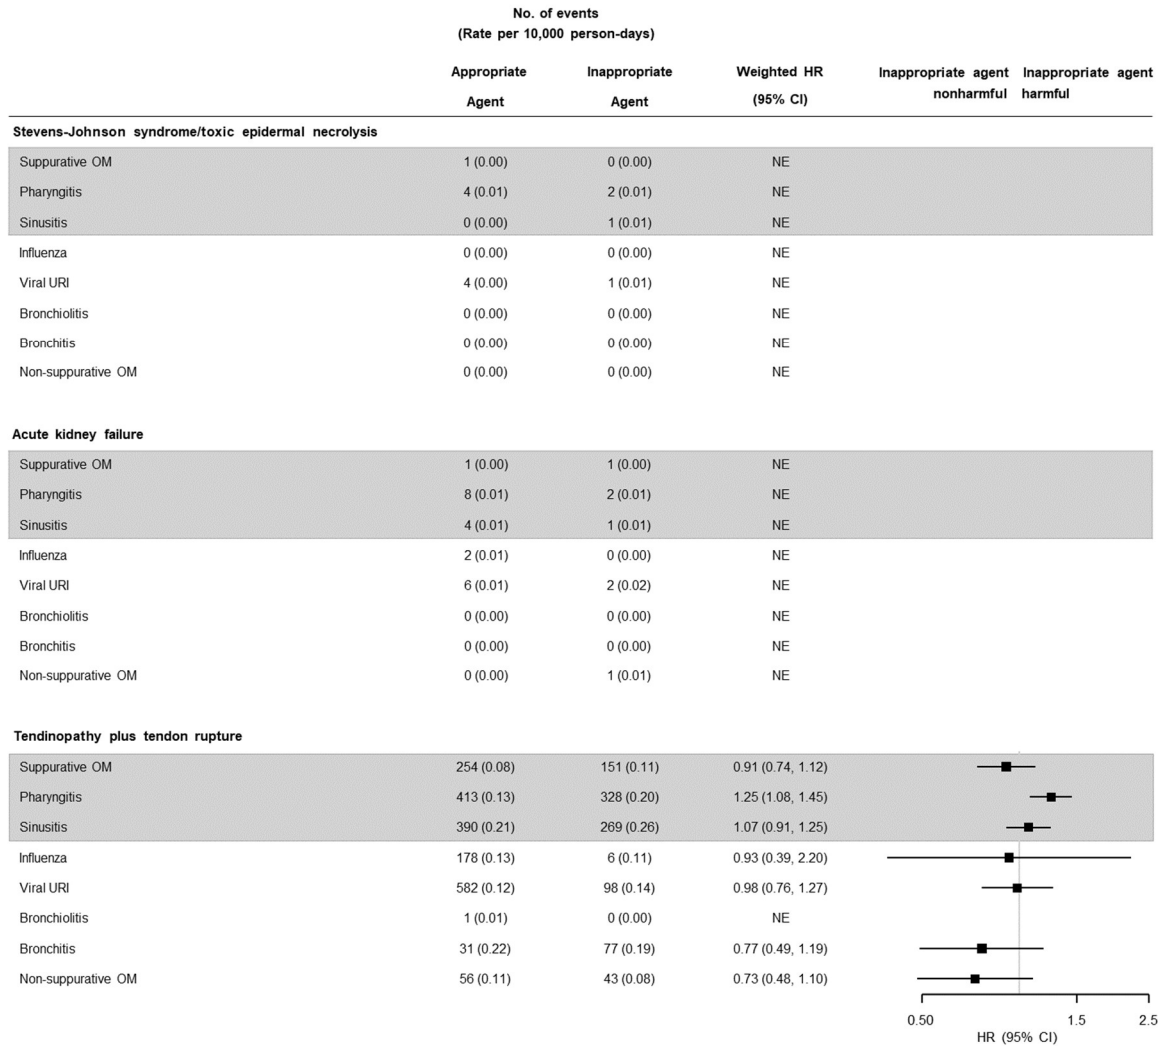 No. of events
(Rate per 10,000 person-days)
Appropriate Agent Inappropriate Agent Weighted HR (95% CI) Inappropriate agent nonharmful Inappropriate agent harmful
Stevens-Johnson syndrome/toxic epidermal necrolysis
Suppurative OM 1 (0.00) 0 (0.00) NE
Pharyngitis 4 (0.01) 2 (0.01) NE
Sinusitis 0 (0.00) 1 (0.01) NE
Influenza 0 (0.00) 0 (0.00) NE
Viral URI 4 (0.00) 1 (0.01) NE
Bronchiolitis 0 (0.00) 0 (0.00) NE
Bronchitis 0 (0.00) 0 (0.00) NE
Non-suppurative OM 0 (0.00) 0 (0.00) NE
Acute kidney failure
Suppurative OM 1 (0.00) 1 (0.00) NE
Pharyngitis 8 (0.01) 2 (0.01) NE
Sinusitis 4 (0.01) 1 (0.01) NE
Influenza 2 (0.01) 0 (0.00) NE
Viral URI 6 (0.01) 2 (0.02) NE
Bronchiolitis 0 (0.00) 0 (0.00) NE
Bronchitis 0 (0.00) 0 (0.00) NE
Non-suppurative OM 0 (0.00) 1 (0.01) NE
Tendinopathy plus tendon rupture
Suppurative OM 254 (0.08) 151 (0.11) 0.91 (0.74, 1.12)
Pharyngitis 413 (0.13) 328 (0.20) 1.25 (1.08, 1.45)
Sinusitis 390 (0.21) 269 (0.26) 1.07 (0.91, 1.25)
Influenza 178 (0.13) 6 (0.11) 0.93 (0.39, 2.20)
Viral URI 582 (0.12) 98 (0.14) 0.98 (0.76, 1.27)
Bronchiolitis 1 (0.01) 0 (0.00) NE
Bronchitis 31 (0.22) 77 (0.19) 0.77 (0.49, 1.19)
Non-suppurative OM 56 (0.11) 43 (0.08) 0.73 (0.48, 1.10)
0.50 1.5 2.5
HR (95% CI)